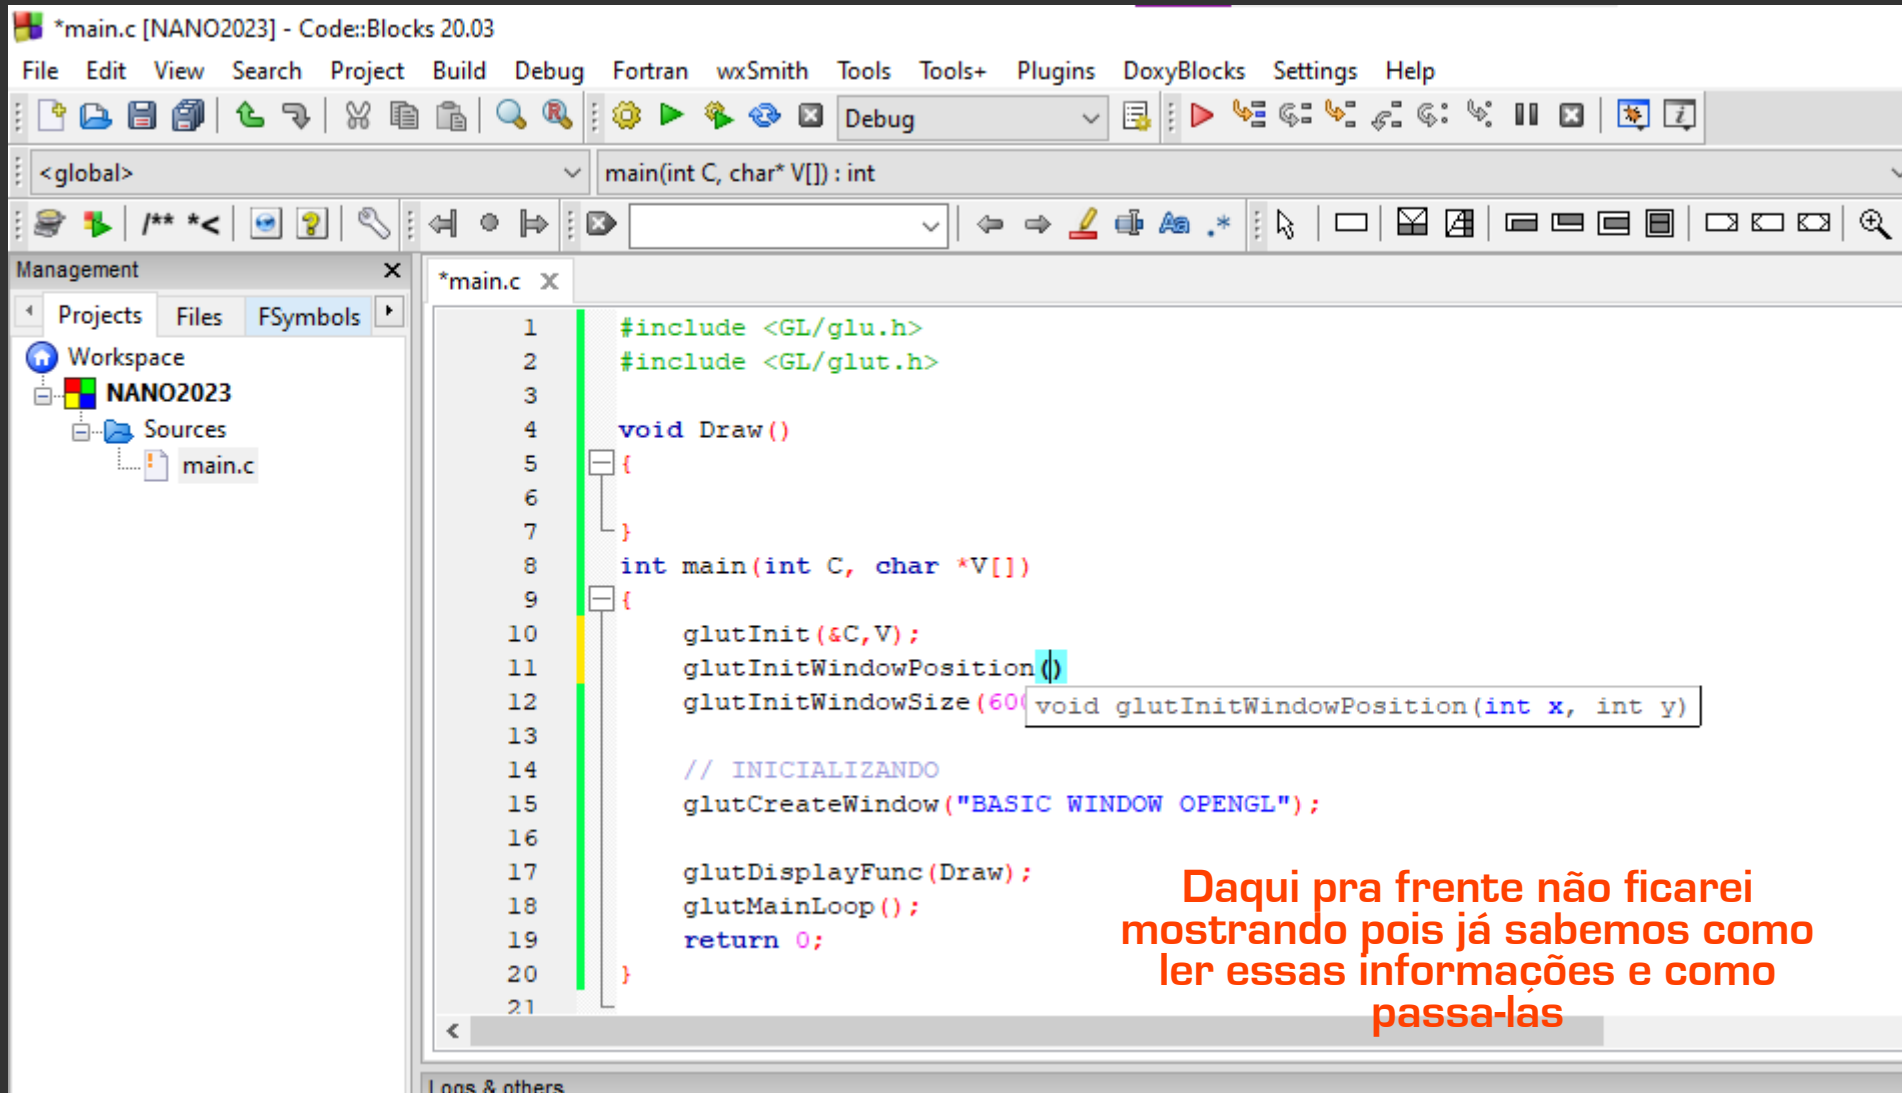 *main.c [NANO2023] - Code::Blocks 20.03
File Edit View Search Project Build Debug Fortran wxSmith Tools Tools+ Plugins DoxyBlocks Settings Help
Debug
<global>
main(int C, char* V[]) : int
/** *<
Management
*main.c
Projects Files FSymbols
Workspace
NANO2023
Sources
main.c
1 #include <GL/glu.h>
2 #include <GL/glut.h>
3
4 void Draw()
5 {
6
7 }
8 int main(int C, char *V[])
9 {
10 glutInit(&C,V);
11 glutInitWindowPosition()
12 glutInitWindowSize(600
void glutInitWindowPosition(int x, int y)
13
14 // INICIALIZANDO
15 glutCreateWindow("BASIC WINDOW OPENGL");
16
17 glutDisplayFunc(Draw);
18 glutMainLoop();
19 return 0;
20 }
21
Daqui pra frente não ficarei
mostrando pois já sabemos como
ler essas informações e como
passa-lás
Logs & others